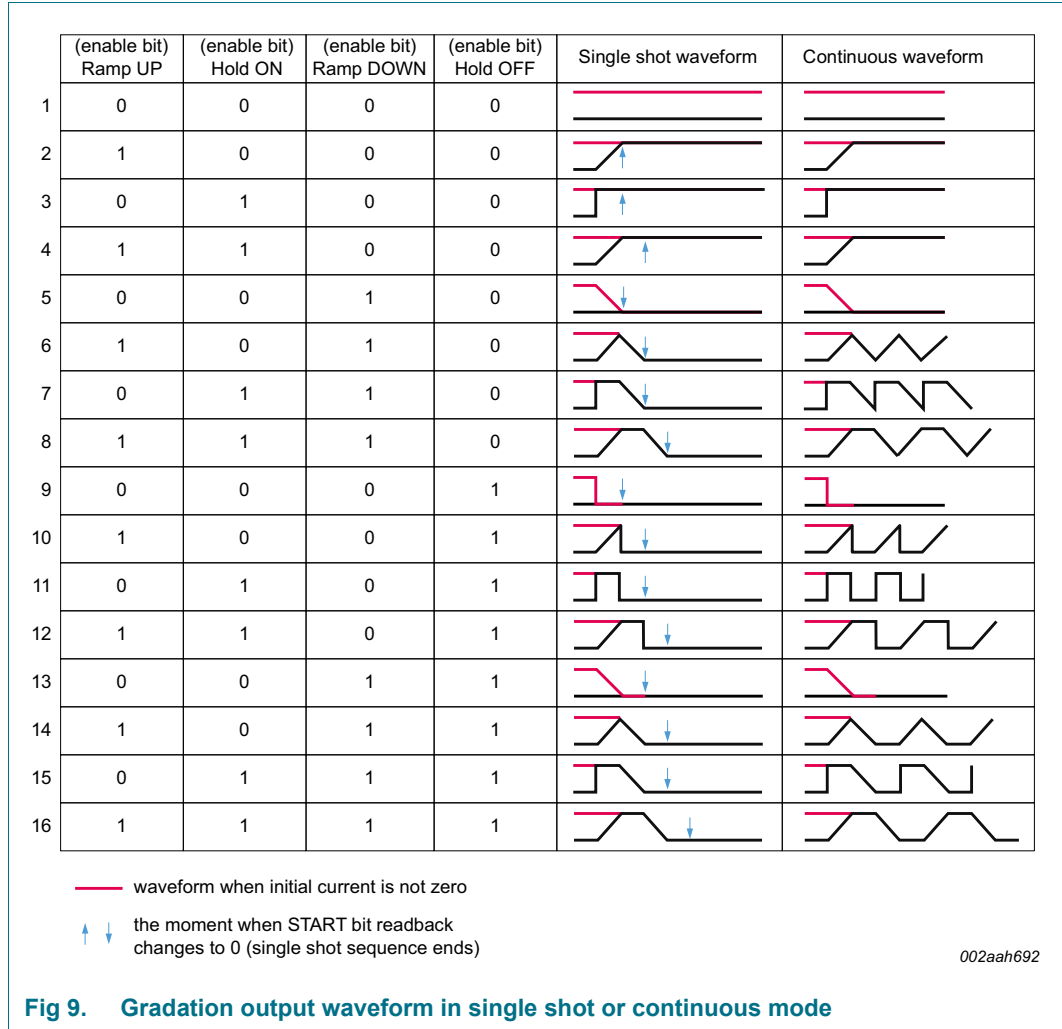 (enable bit) Ramp UP (enable bit) Hold ON (enable bit) Ramp DOWN (enable bit) Hold OFF Single shot waveform Continuous waveform
1 0 0 0 0
2 1 0 0 0
3 0 1 0 0
4 1 1 0 0
5 0 0 1 0
6 1 0 1 0
7 0 1 1 0
8 1 1 1 0
9 0 0 0 1
10 1 0 0 1
11 0 1 0 1
12 1 1 0 1
13 0 0 1 1
14 1 0 1 1
15 0 1 1 1
16 1 1 1 1
waveform when initial current is not zero
the moment when START bit readback
changes to 0 (single shot sequence ends)
002aah692
Fig 9. Gradation output waveform in single shot or continuous mode